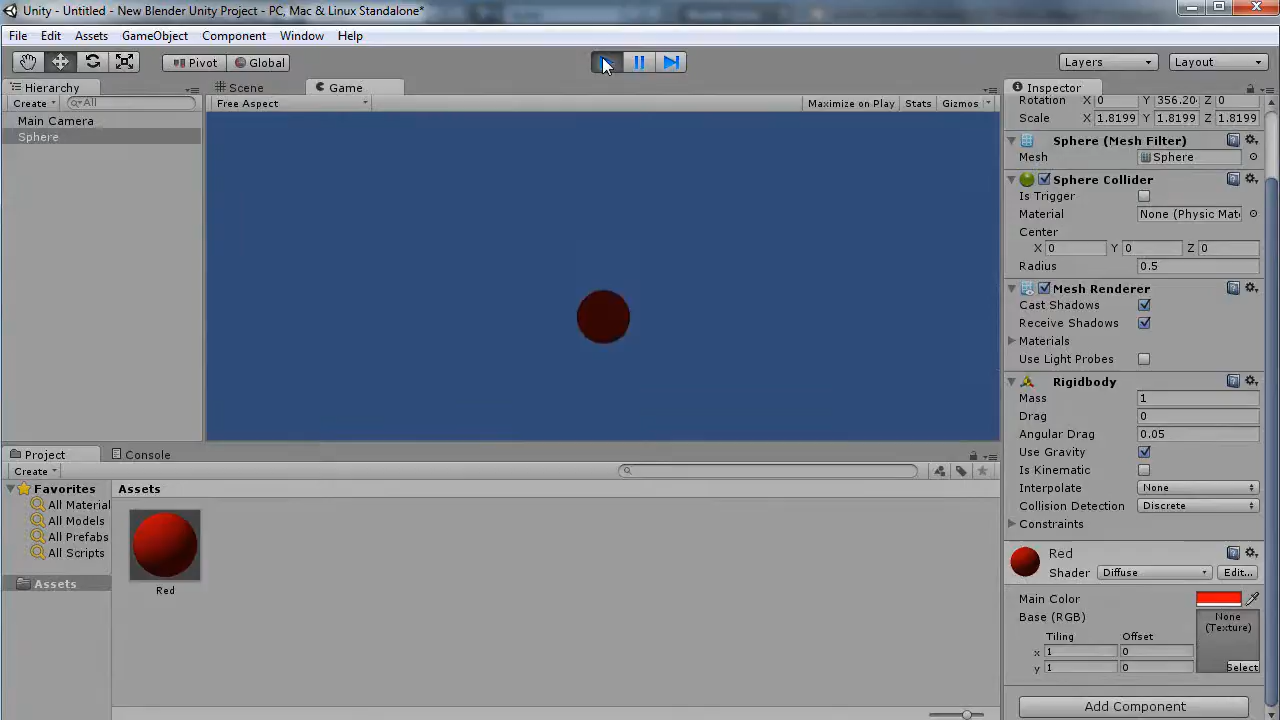 Unity - Untitled - New Blender Unity Project - PC, Mac & Linux Standalone*
File Edit Assets GameObject Component Window Help
Pivot Global Layers Layout
Hierarchy
Create All
Main Camera
Sphere
Scene Game
Free Aspect Maximize on Play Stats Gizmos
Inspector
Rotation X 0 Y 356.20 Z 0
Scale X 1.8199 Y 1.8199 Z 1.8199
Sphere (Mesh Filter)
Mesh Sphere
Sphere Collider
Is Trigger
Material None (Physic Mate
Center
X 0 Y 0 Z 0
Radius 0.5
Mesh Renderer
Cast Shadows
Receive Shadows
Materials
Use Light Probes
Rigidbody
Mass 1
Drag 0
Angular Drag 0.05
Use Gravity
Is Kinematic
Interpolate None
Collision Detection Discrete
Constraints
Red
Shader Diffuse Edit...
Main Color
Base (RGB) None
(Texture)
Tiling Offset
x 1 0
y 1 0
Select
Add Component
Project Console
Create
Favorites
All Material
All Models
All Prefabs
All Scripts
Assets
Assets
Red